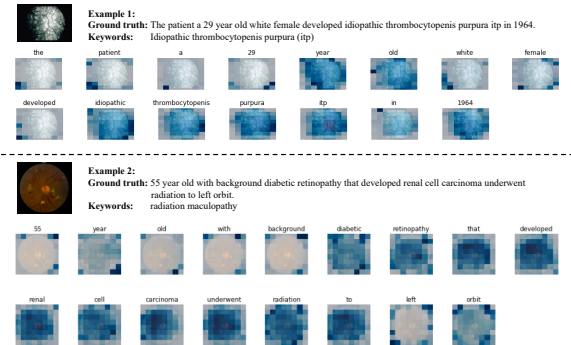 Example 1:
Ground truth: The patient a 29 year old white female developed idiopathic thrombocytopenis purpura itp in 1964.
Keywords: Idiopathic thrombocytopenis purpura (itp)
the patient a 29 year old white female
developed idiopathic thrombocytopenis purpura itp in 1964
Example 2:
Ground truth: 55 year old with background diabetic retinopathy that developed renal cell carcinoma underwent
radiation to left orbit.
Keywords: radiation maculopathy
55 year old with background diabetic retinopathy that developed
renal cell carcinoma underwent radiation to left orbit